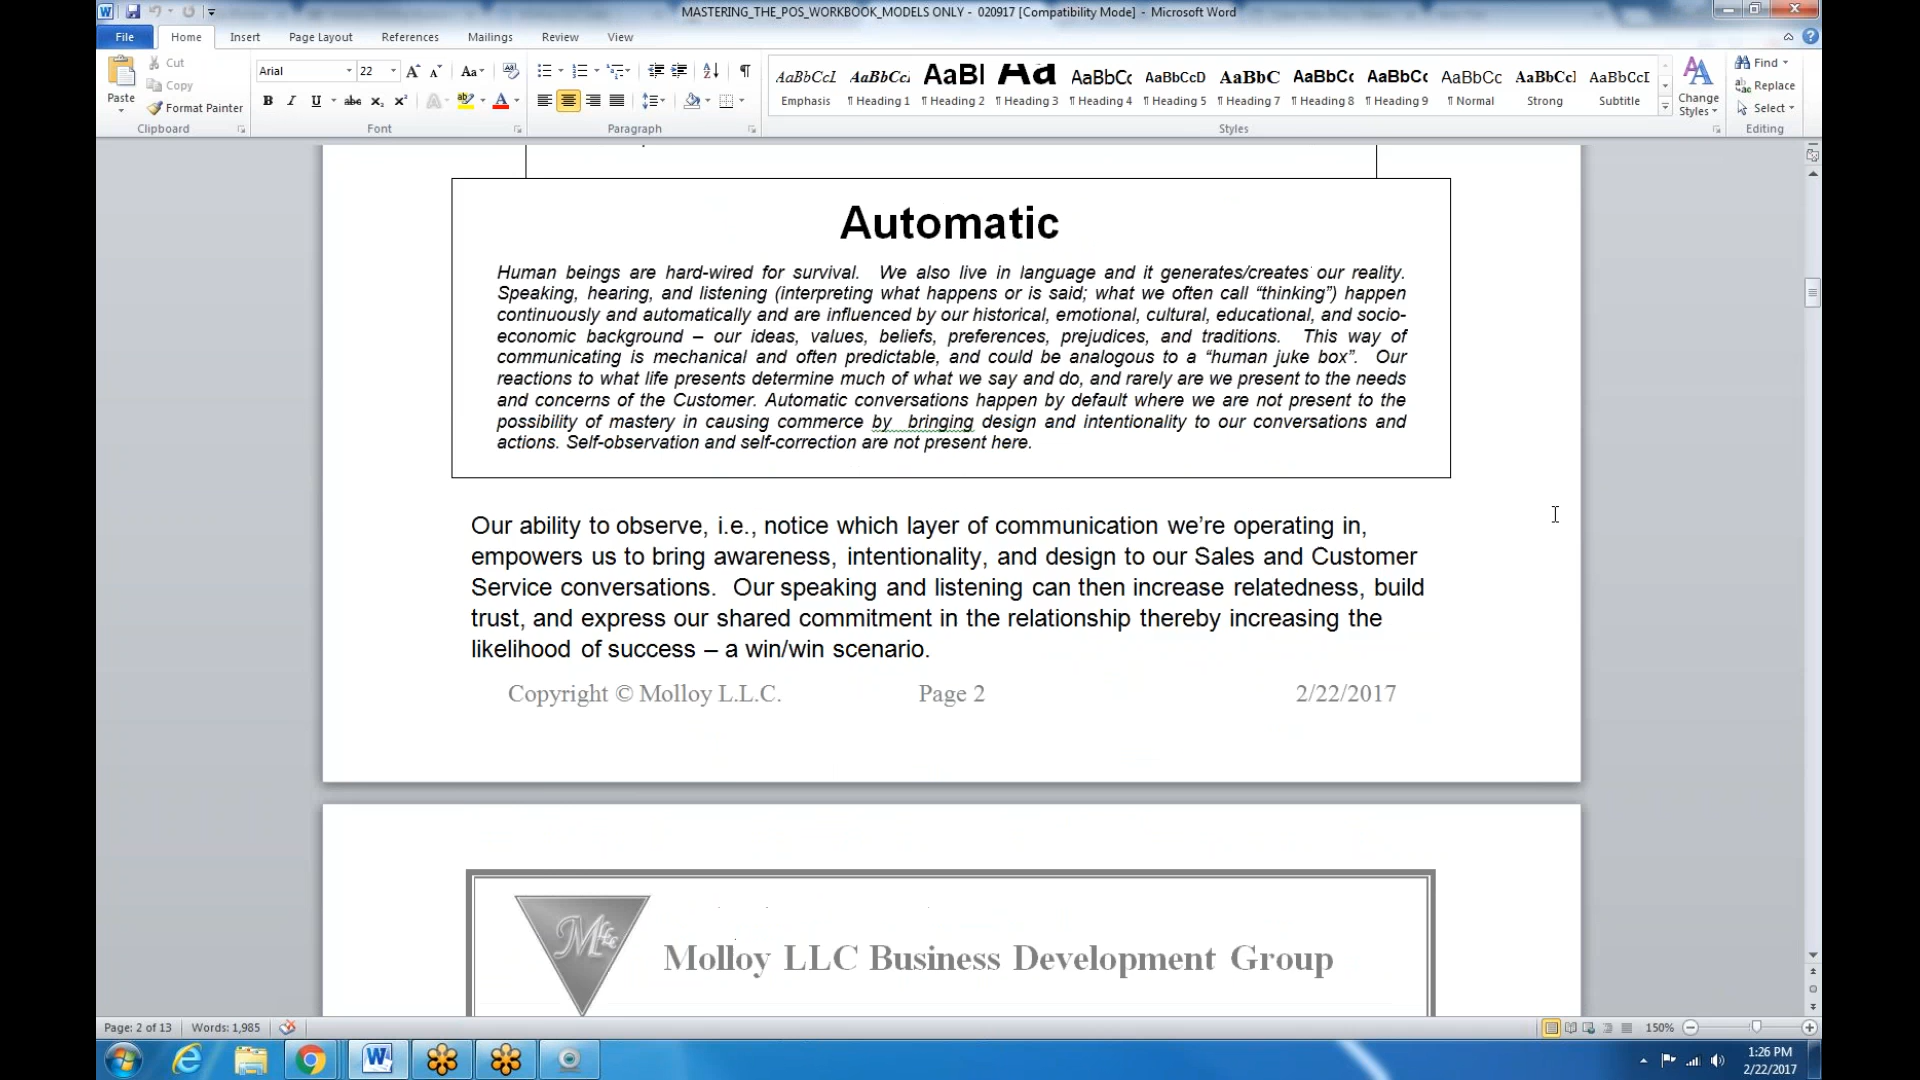 MASTERING_THE_POS_WORKBOOK_MODELS ONLY - 020917 [Compatibility Mode] - Microsoft Word
File Home Insert Page Layout References Mailings Review View
Paste
Cut
Copy
Format Painter
Clipboard
Arial 22
Font
Paragraph
AaBbCcL AaBbCc AaBl Aa AaBbCc AaBbCcD AaBbC AaBbCc AaBbCc AaBbCc AaBbCcl AaBbCcI
Emphasis ¶ Heading 1 ¶ Heading 2 ¶ Heading 3 ¶ Heading 4 ¶ Heading 5 ¶ Heading 7 ¶ Heading 8 ¶ Heading 9 ¶ Normal Strong Subtitle
Styles
Change Styles
Find
Replace
Select
Editing
Automatic
Human beings are hard-wired for survival. We also live in language and it generates/creates our reality.
Speaking, hearing, and listening (interpreting what happens or is said; what we often call “thinking”) happen
continuously and automatically and are influenced by our historical, emotional, cultural, educational, and socio-
economic background – our ideas, values, beliefs, preferences, prejudices, and traditions. This way of
communicating is mechanical and often predictable, and could be analogous to a “human juke box”. Our
reactions to what life presents determine much of what we say and do, and rarely are we present to the needs
and concerns of the Customer. Automatic conversations happen by default where we are not present to the
possibility of mastery in causing commerce by bringing design and intentionality to our conversations and
actions. Self-observation and self-correction are not present here.
Our ability to observe, i.e., notice which layer of communication we’re operating in,
empowers us to bring awareness, intentionality, and design to our Sales and Customer
Service conversations. Our speaking and listening can then increase relatedness, build
trust, and express our shared commitment in the relationship thereby increasing the
likelihood of success – a win/win scenario.
Copyright © Molloy L.L.C. Page 2 2/22/2017
Molloy LLC Business Development Group
Page: 2 of 13 Words: 1,985
150%
1:26 PM
2/22/2017